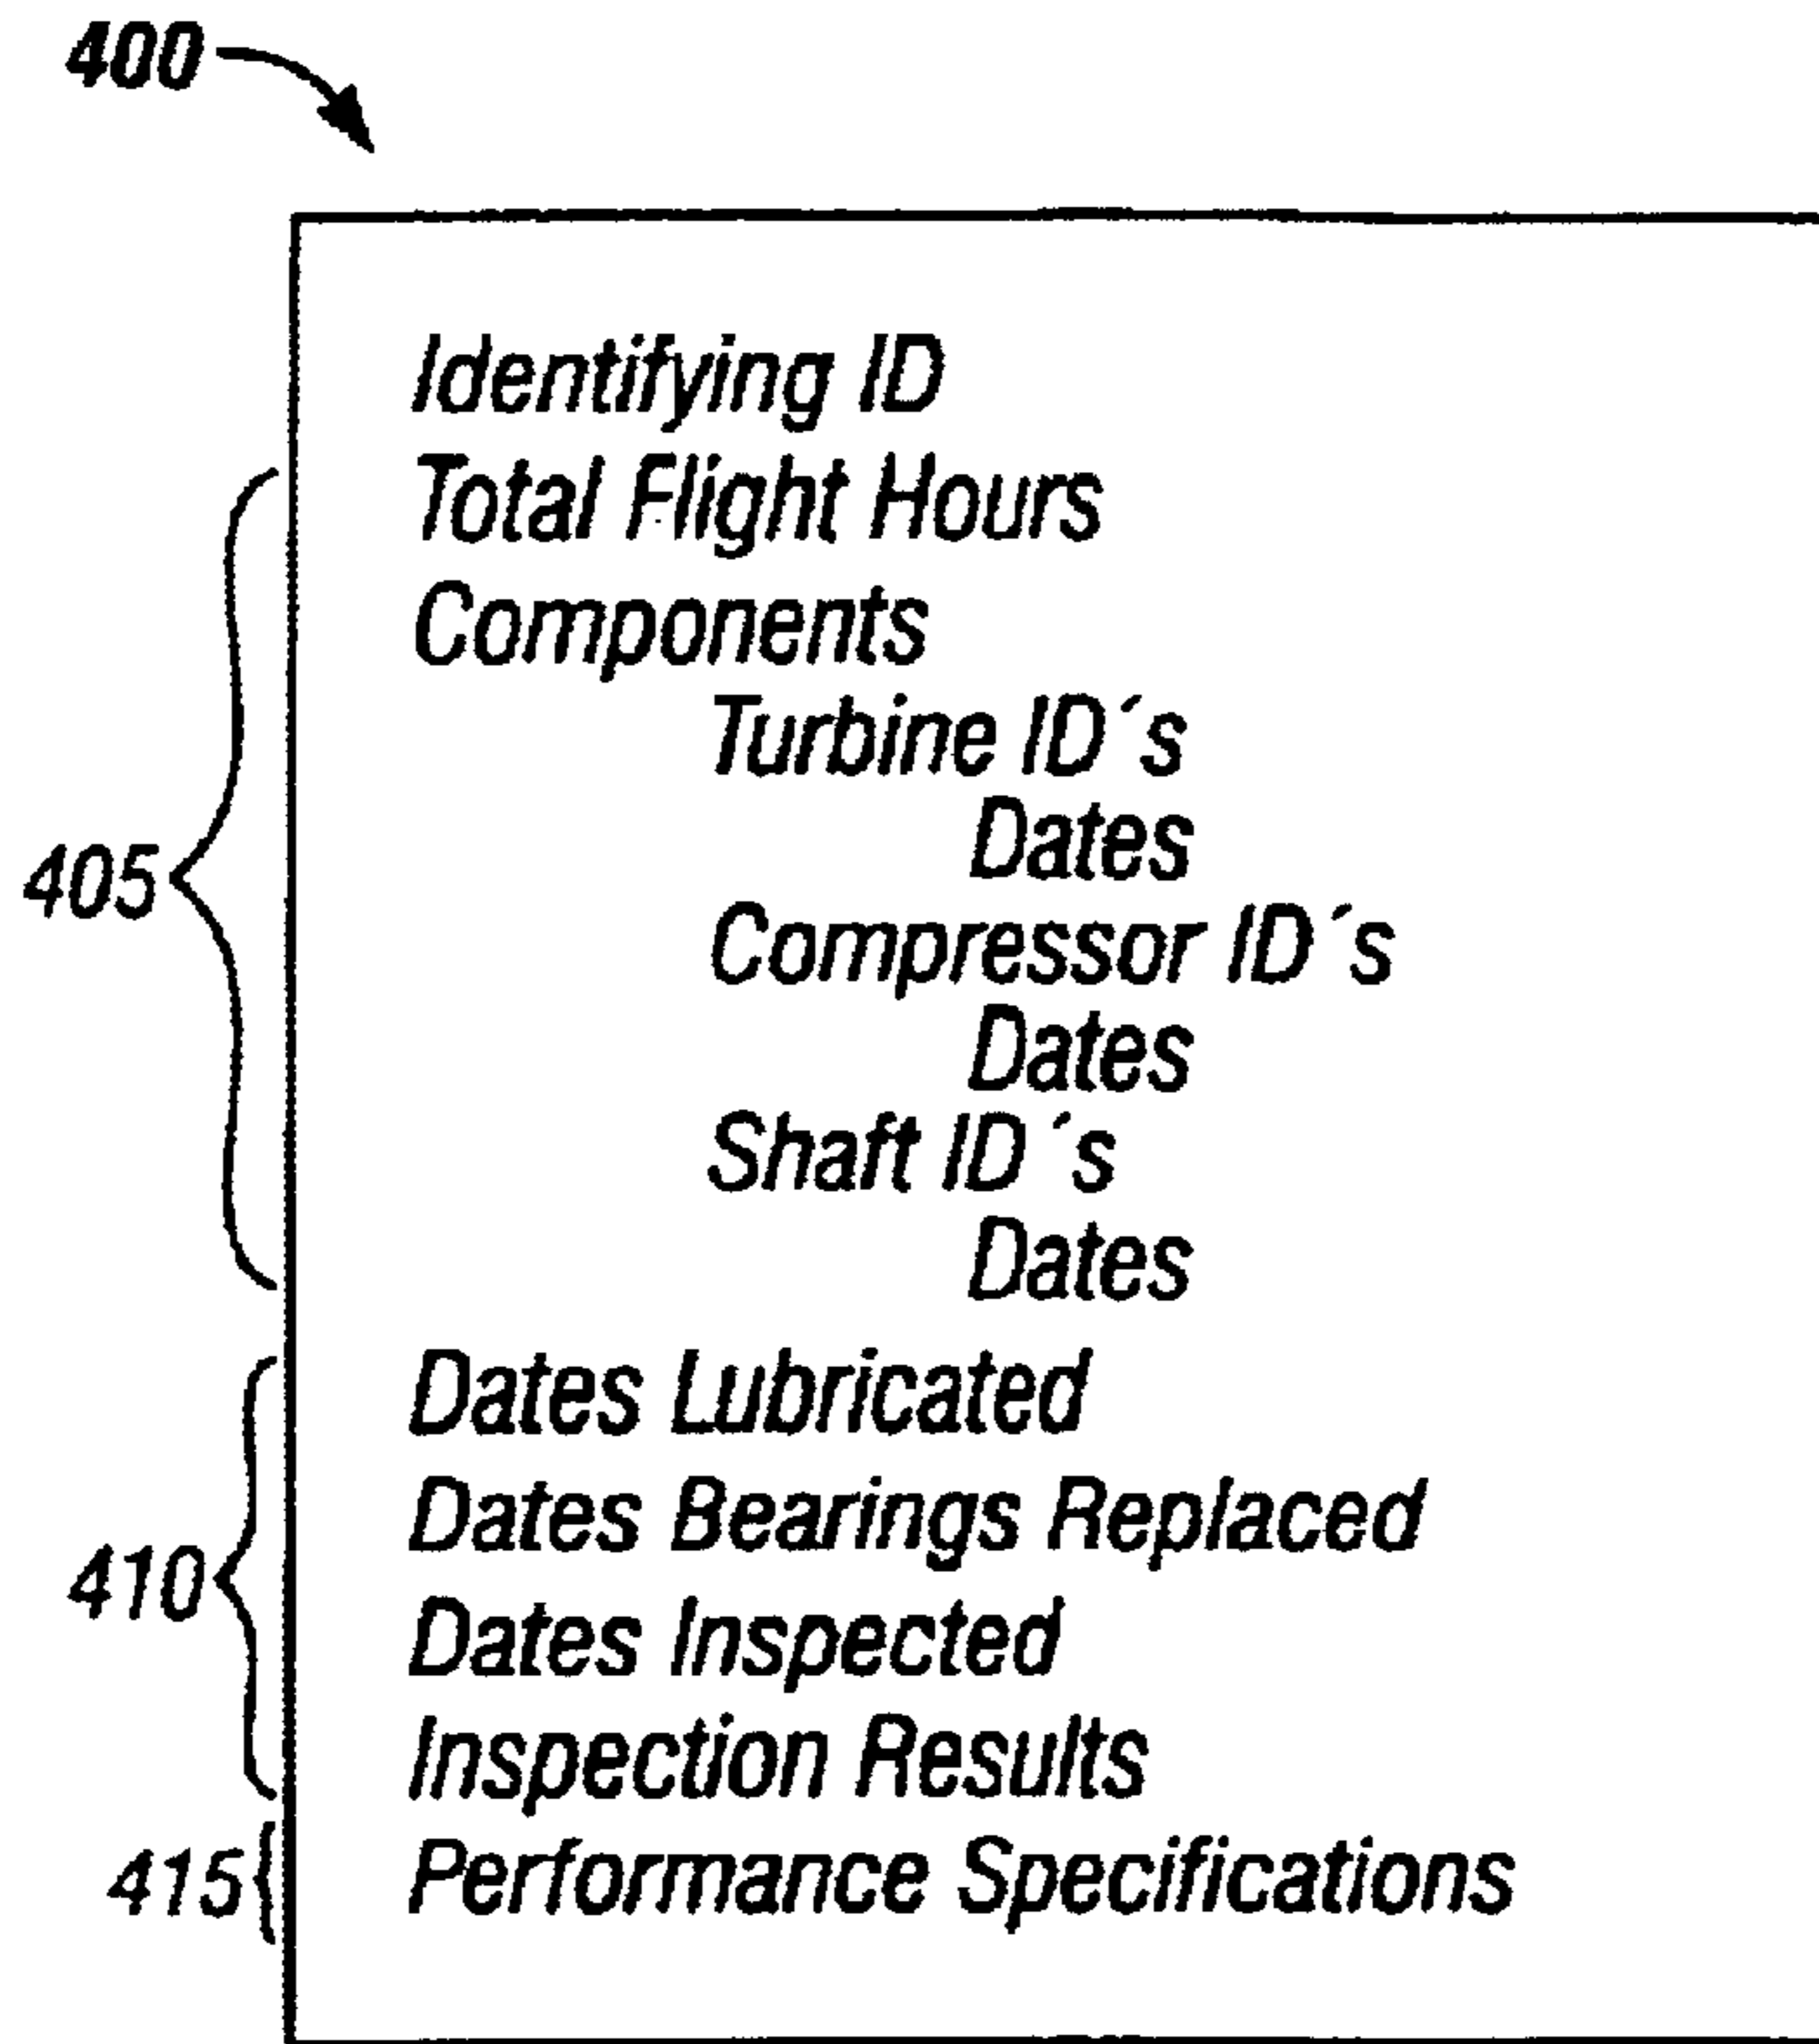 400
Identifying ID
Total Flight Hours
Components
Turbine ID´s
Dates
405
Compressor ID´s
Dates
Shaft ID´s
Dates
Dates Lubricated
Dates Bearings Replaced
410
Dates Inspected
Inspection Results
415
Performance Specifications